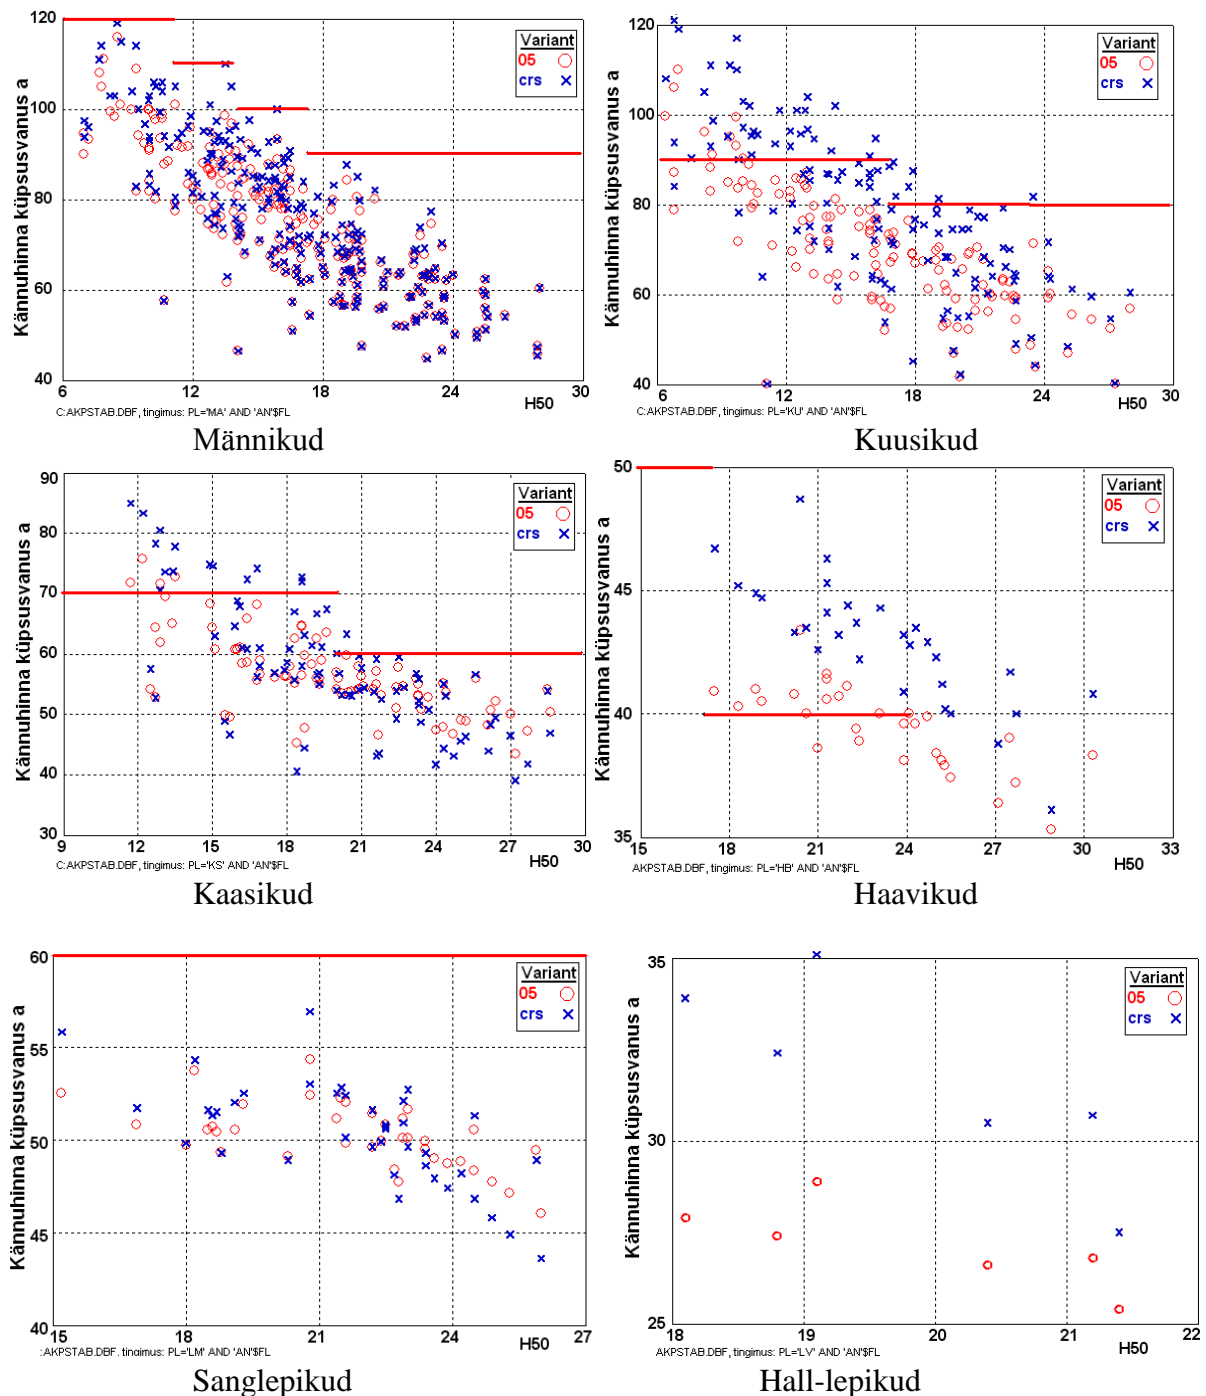 Kännuhinna küpsusvanus a
120
100
80
60
40
6
12
18
24
30
H50
Variant
05
crs
C:AKPSTAB.DBF, tingimus: PL='MA' AND 'AN'$FL
Männikud
Kännuhinna küpsusvanus a
120
100
80
60
40
6
12
18
24
30
H50
Variant
05
crs
C:AKPSTAB.DBF, tingimus: PL='KU' AND 'AN'$FL
Kuusikud
Kännuhinna küpsusvanus a
90
80
70
60
50
40
30
9
12
15
18
21
24
27
30
H50
Variant
05
crs
C:AKPSTAB.DBF, tingimus: PL='KS' AND 'AN'$FL
Kaasikud
Kännuhinna küpsusvanus a
50
45
40
35
15
18
21
24
27
30
33
H50
Variant
05
crs
AKPSTAB.DBF, tingimus: PL='HB' AND 'AN'$FL
Haavikud
Kännuhinna küpsusvanus a
60
55
50
45
40
15
18
21
24
27
H50
Variant
05
crs
:AKPSTAB.DBF, tingimus: PL='LM' AND 'AN'$FL
Sanglepikud
Kännuhinna küpsusvanus a
35
30
25
18
19
20
21
22
H50
Variant
05
crs
AKPSTAB.DBF, tingimus: PL='LV' AND 'AN'$FL
Hall-lepikud